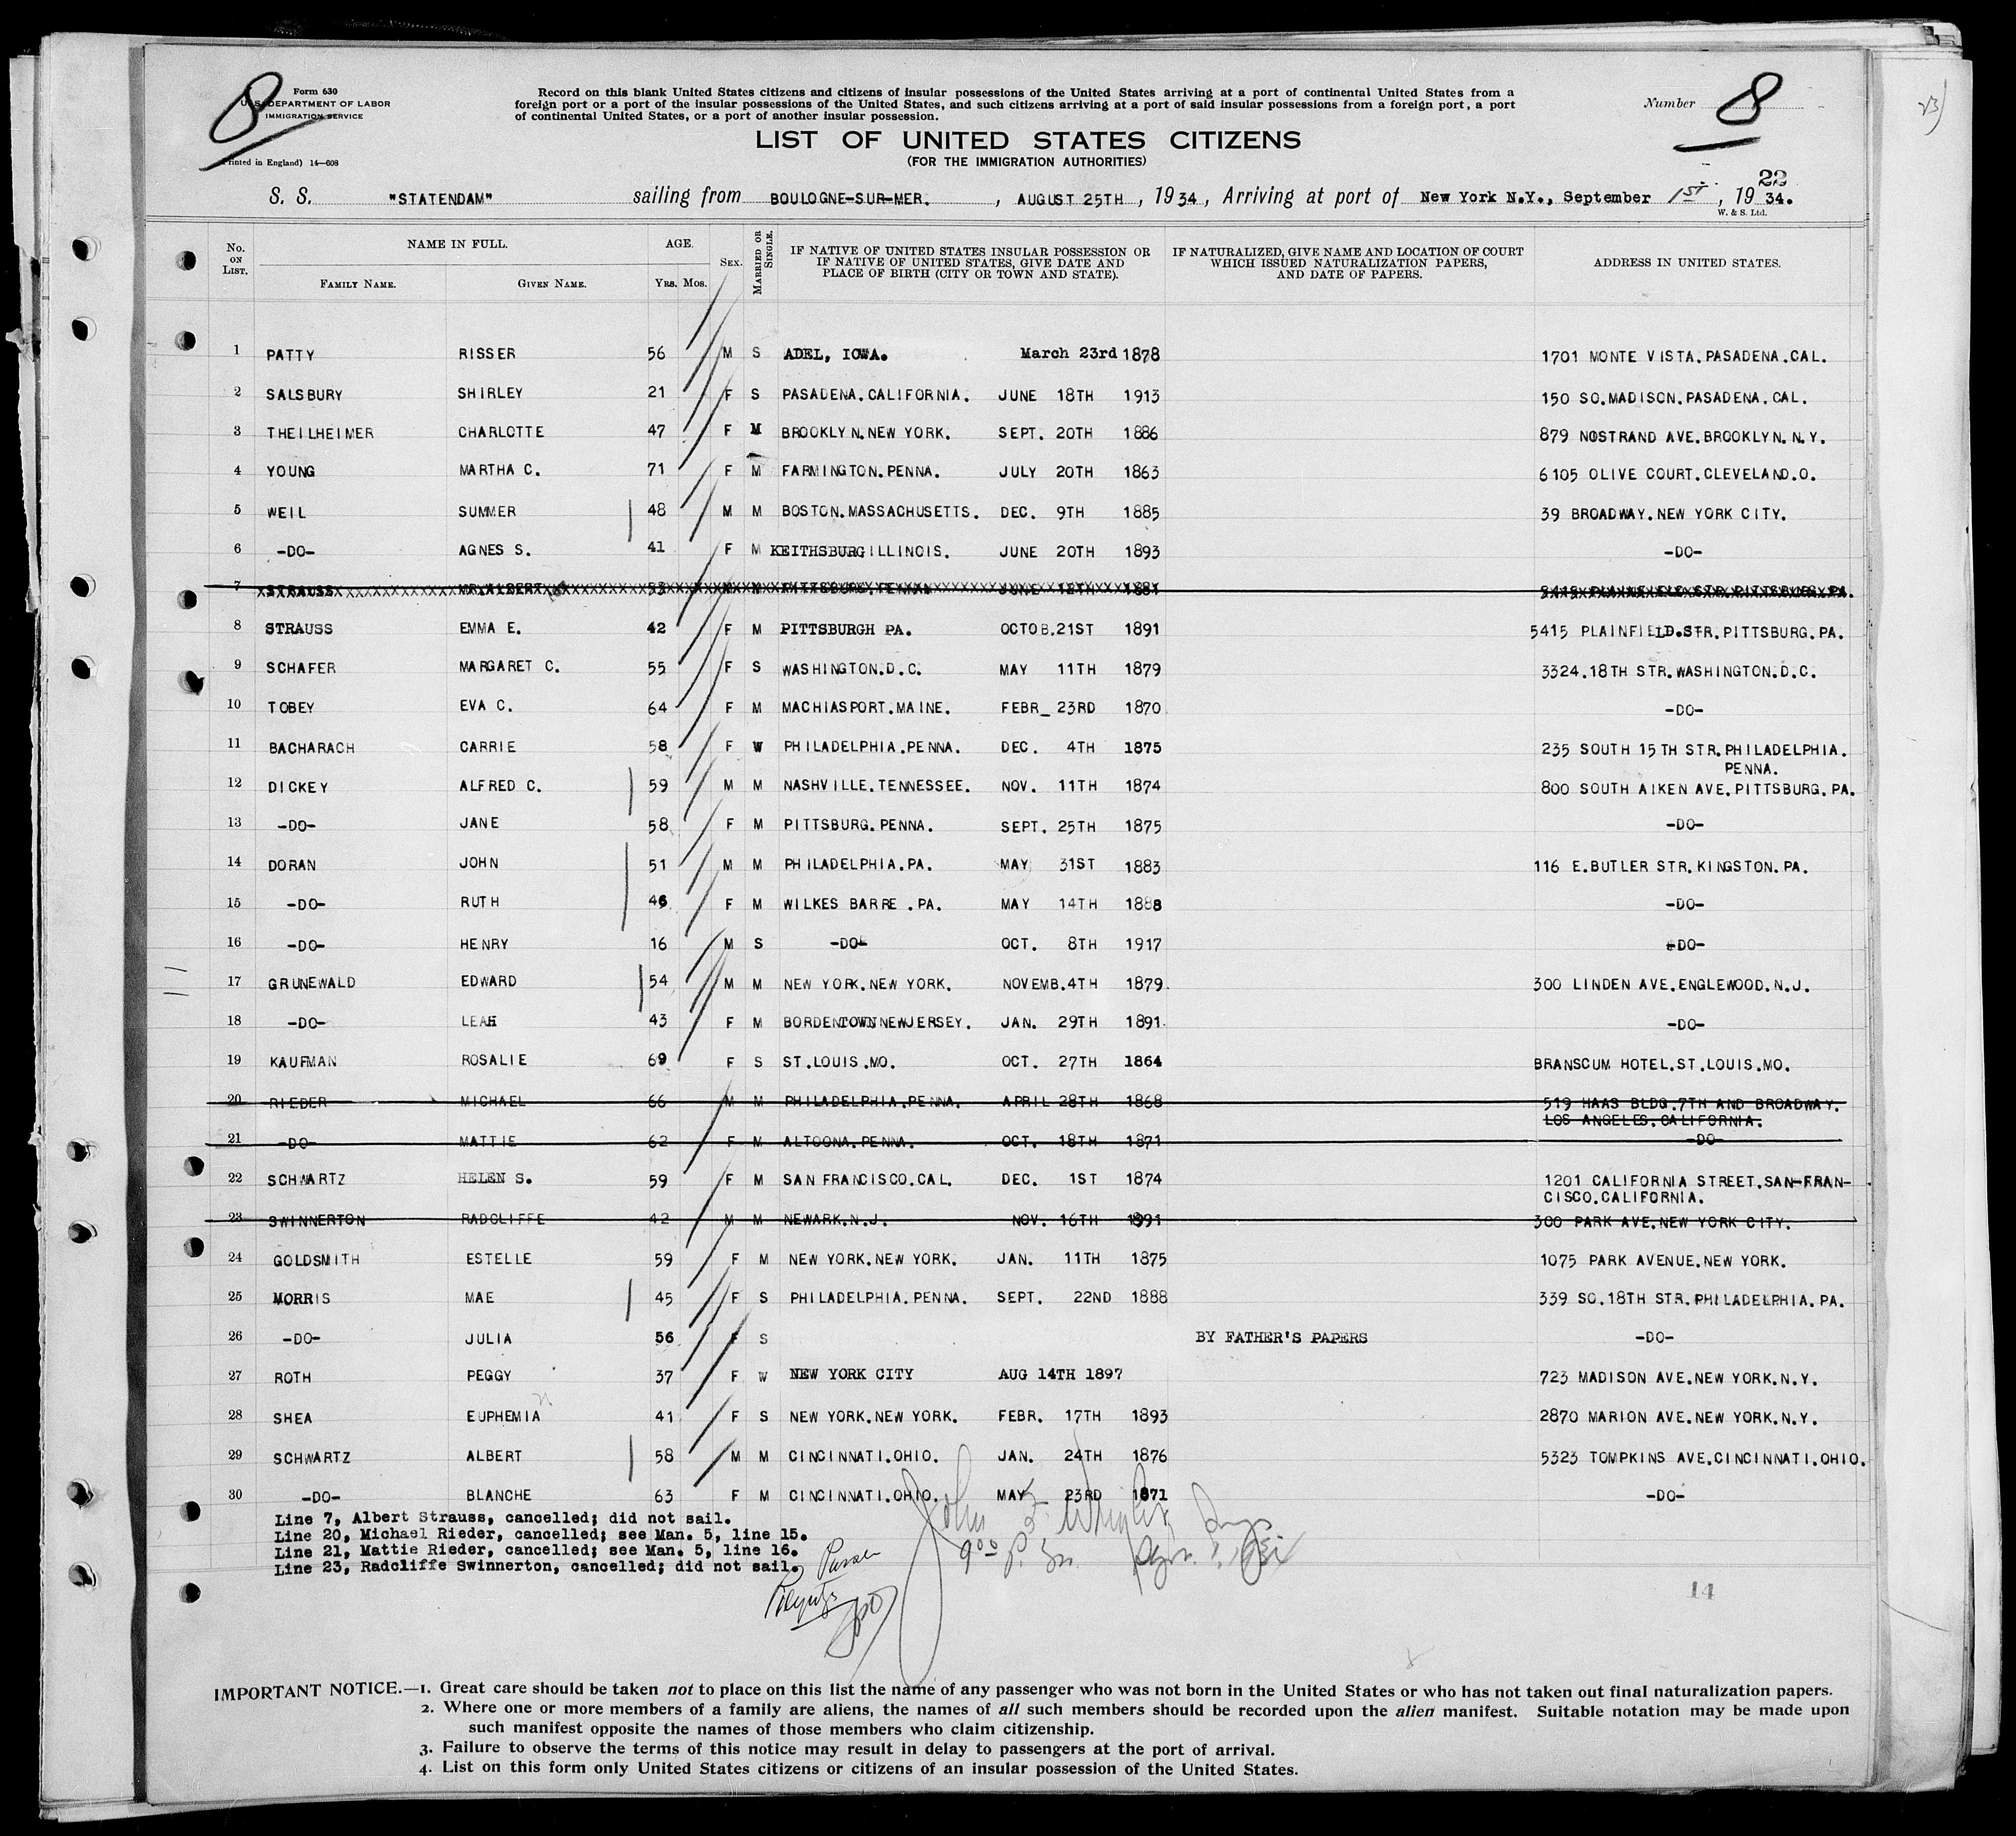 8
Form 630
U. S. DEPARTMENT OF LABOR
IMMIGRATION SERVICE
(Printed in England) 14—608
Record on this blank United States citizens and citizens of insular possessions of the United States arriving at a port of continental United States from a
foreign port or a port of the insular possessions of the United States, and such citizens arriving at a port of said insular possessions from a foreign port, a port
of continental United States, or a port of another insular possession.
Number 8
LIST OF UNITED STATES CITIZENS
(FOR THE IMMIGRATION AUTHORITIES)
22
S. S. "STATENDAM" sailing from BOULOGNE-SUR-MER. , AUGUST 25TH , 1934, Arriving at port of New York N.Y., September 1st , 1934.
W. & S. Ltd.
No. ON LIST. NAME IN FULL. FAMILY NAME. GIVEN NAME. AGE. YRS. MOS. SEX. MARRIED OR SINGLE. IF NATIVE OF UNITED STATES INSULAR POSSESSION OR IF NATIVE OF UNITED STATES, GIVE DATE AND PLACE OF BIRTH (CITY OR TOWN AND STATE). IF NATURALIZED, GIVE NAME AND LOCATION OF COURT WHICH ISSUED NATURALIZATION PAPERS, AND DATE OF PAPERS. ADDRESS IN UNITED STATES.
1 PATTY RISSER 56 M S ADEL, IOWA. March 23rd 1878 1701 MONTE VISTA.PASADENA.CAL.
2 SALSBURY SHIRLEY 21 F S PASADENA.CALIFORNIA. JUNE 18TH 1913 150 SO.MADISON.PASADENA.CAL.
3 THEILHEIMER CHARLOTTE 47 F M BROOKLYN.NEW YORK. SEPT. 20TH 1886 879 NOSTRAND AVE.BROOKLYN.N.Y.
4 YOUNG MARTHA C. 71 F M FARMINGTON.PENNA. JULY 20TH 1863 6105 OLIVE COURT.CLEVELAND.O.
5 WEIL SUMMER 48 M M BOSTON.MASSACHUSETTS. DEC. 9TH 1885 39 BROADWAY.NEW YORK CITY.
6 -DO- AGNES S. 41 F M KEITHSBURG ILLINOIS. JUNE 20TH 1893 -DO-
7 STRAUSS MR.ALBERT 53 M M PITTSBURG.PENNA. JUNE 12TH 1881 5415 PLAINFIELD STR.PITTSBURG.PA.
8 STRAUSS EMMA E. 42 F M PITTSBURGH PA. OCTOB.21ST 1891 5415 PLAINFIELD.STR.PITTSBURG.PA.
9 SCHAFER MARGARET C. 55 F S WASHINGTON.D.C. MAY 11TH 1879 3324.18TH STR.WASHINGTON.D.C.
10 TOBEY EVA C. 64 F M MACHIASPORT.MAINE. FEBR_ 23RD 1870 -DO-
11 BACHARACH CARRIE 58 F W PHILADELPHIA.PENNA. DEC. 4TH 1875 235 SOUTH 15TH STR.PHILADELPHIA.
PENNA.
12 DICKEY ALFRED C. 59 M M NASHVILLE.TENNESSEE. NOV. 11TH 1874 800 SOUTH AIKEN AVE.PITTSBURG.PA.
13 -DO- JANE 58 F M PITTSBURG.PENNA. SEPT. 25TH 1875 -DO-
14 DORAN JOHN 51 M M PHILADELPHIA.PA. MAY 31ST 1883 116 E.BUTLER STR.KINGSTON.PA.
15 -DO- RUTH 46 F M WILKES BARRE .PA. MAY 14TH 1888 -DO-
16 -DO- HENRY 16 M S -DO- OCT. 8TH 1917 -DO-
17 GRUNEWALD EDWARD 54 M M NEW YORK.NEW YORK. NOVEMB.4TH 1879. 300 LINDEN AVE.ENGLEWOOD.N.J.
18 -DO- LEAH 43 F M BORDENTOWNNEWJERSEY. JAN. 29TH 1891. -DO-
19 KAUFMAN ROSALIE 69 F S ST.LOUIS.MO. OCT. 27TH 1864 BRANSCUM HOTEL.ST.LOUIS.MO.
20 RIEDER MICHAEL 66 M M PHILADELPHIA.PENNA. APRIL 28TH 1868 519 HAAS BLDG.7TH AND BROADWAY.
LOS ANGELES.CALIFORNIA.
21 -DO- MATTIE 62 F M ALTOONA.PENNA. OCT. 18TH 1871 -DO-
22 SCHWARTZ HELEN S. 59 F M SAN FRANCISCO.CAL. DEC. 1ST 1874 1201 CALIFORNIA STREET.SAN-FRAN-
CISCO.CALIFORNIA.
23 SWINNERTON RADCLIFFE 42 M M NEWARK.N.J. NOV. 16TH 1891 300 PARK AVE.NEW YORK CITY.
24 GOLDSMITH ESTELLE 59 F M NEW YORK.NEW YORK. JAN. 11TH 1875 1075 PARK AVENUE.NEW YORK.
25 MORRIS MAE 45 F S PHILADELPHIA.PENNA. SEPT. 22ND 1888 339 SO.18TH STR.PHILADELPHIA.PA.
26 -DO- JULIA 56 F S BY FATHER'S PAPERS -DO-
27 ROTH PEGGY 37 F W NEW YORK CITY AUG 14TH 1897 723 MADISON AVE.NEW YORK.N.Y.
28 SHEA EUPHEMIA 41 F S NEW YORK.NEW YORK. FEBR. 17TH 1893 2870 MARION AVE.NEW YORK.N.Y.
29 SCHWARTZ ALBERT 58 M M CINCINNATI.OHIO. JAN. 24TH 1876 5323 TOMPKINS AVE.CINCINNATI.OHIO.
30 -DO- BLANCHE 63 F M CINCINNATI.OHIO. MAY 23RD 1871 -DO-
Line 7, Albert Strauss, cancelled; did not sail.
Line 20, Michael Rieder, cancelled; see Man. 5, line 15.
Line 21, Mattie Rieder, cancelled; see Man. 5, line 16.
Line 23, Radcliffe Swinnerton, cancelled; did not sail.
John
14
IMPORTANT NOTICE.—1. Great care should be taken not to place on this list the name of any passenger who was not born in the United States or who has not taken out final naturalization papers.
2. Where one or more members of a family are aliens, the names of all such members should be recorded upon the alien manifest. Suitable notation may be made upon
such manifest opposite the names of those members who claim citizenship.
3. Failure to observe the terms of this notice may result in delay to passengers at the port of arrival.
4. List on this form only United States citizens or citizens of an insular possession of the United States.